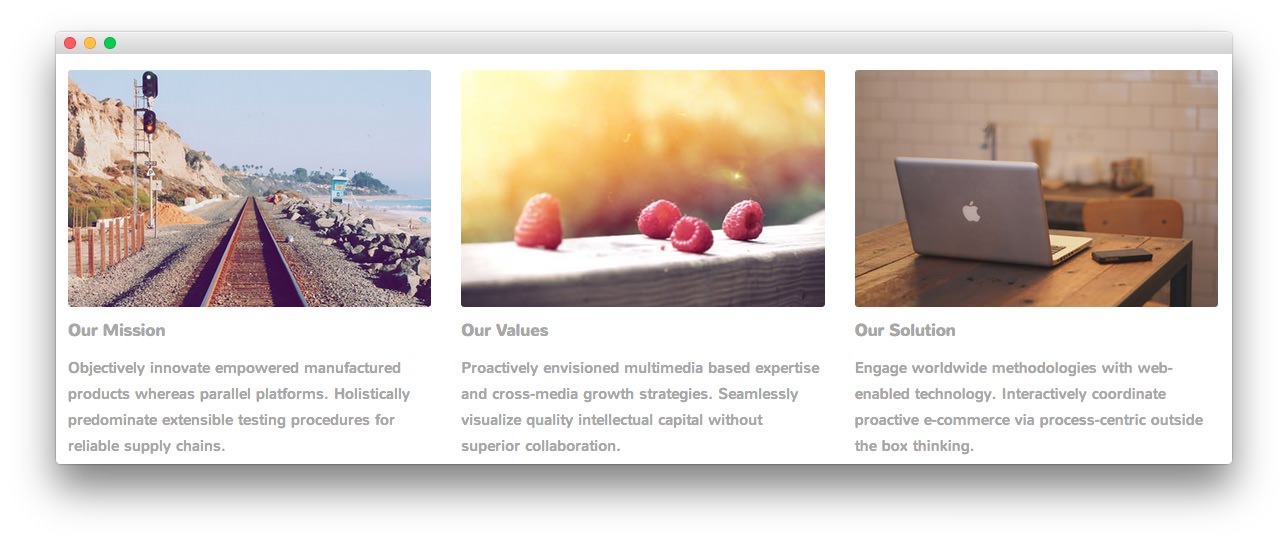 Our Mission
Objectively innovate empowered manufactured
products whereas parallel platforms. Holistically
predominate extensible testing procedures for
reliable supply chains.
Our Values
Proactively envisioned multimedia based expertise
and cross-media growth strategies. Seamlessly
visualize quality intellectual capital without
superior collaboration.
Our Solution
Engage worldwide methodologies with web-
enabled technology. Interactively coordinate
proactive e-commerce via process-centric outside
the box thinking.